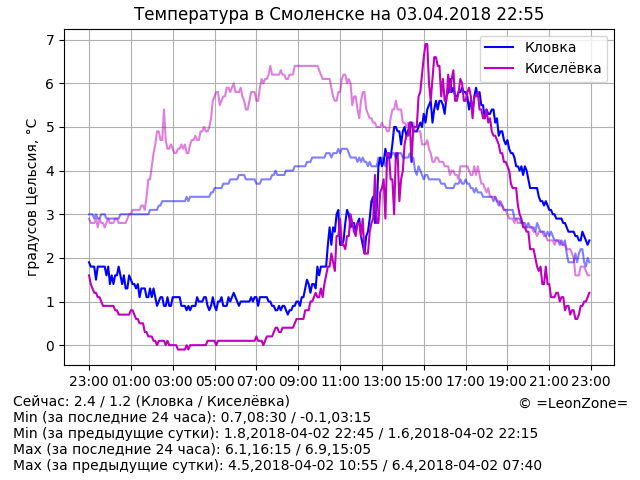 Температура в Смоленске на 03.04.2018 22:55
градусов Цельсия, °C
7
6
5
4
3
2
1
0
Кловка
Киселёвка
23:00 01:00 03:00 05:00 07:00 09:00 11:00 13:00 15:00 17:00 19:00 21:00 23:00
Сейчас: 2.4 / 1.2 (Кловка / Киселёвка)
© =LeonZone=
Min (за последние 24 часа): 0.7,08:30 / -0.1,03:15
Min (за предыдущие сутки): 1.8,2018-04-02 22:45 / 1.6,2018-04-02 22:15
Max (за последние 24 часа): 6.1,16:15 / 6.9,15:05
Max (за предыдущие сутки): 4.5,2018-04-02 10:55 / 6.4,2018-04-02 07:40